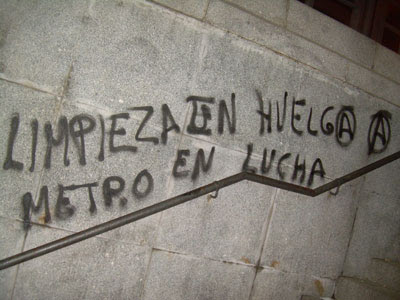 LIMPIEZA EN HUELGA A
METRO EN LUCHA